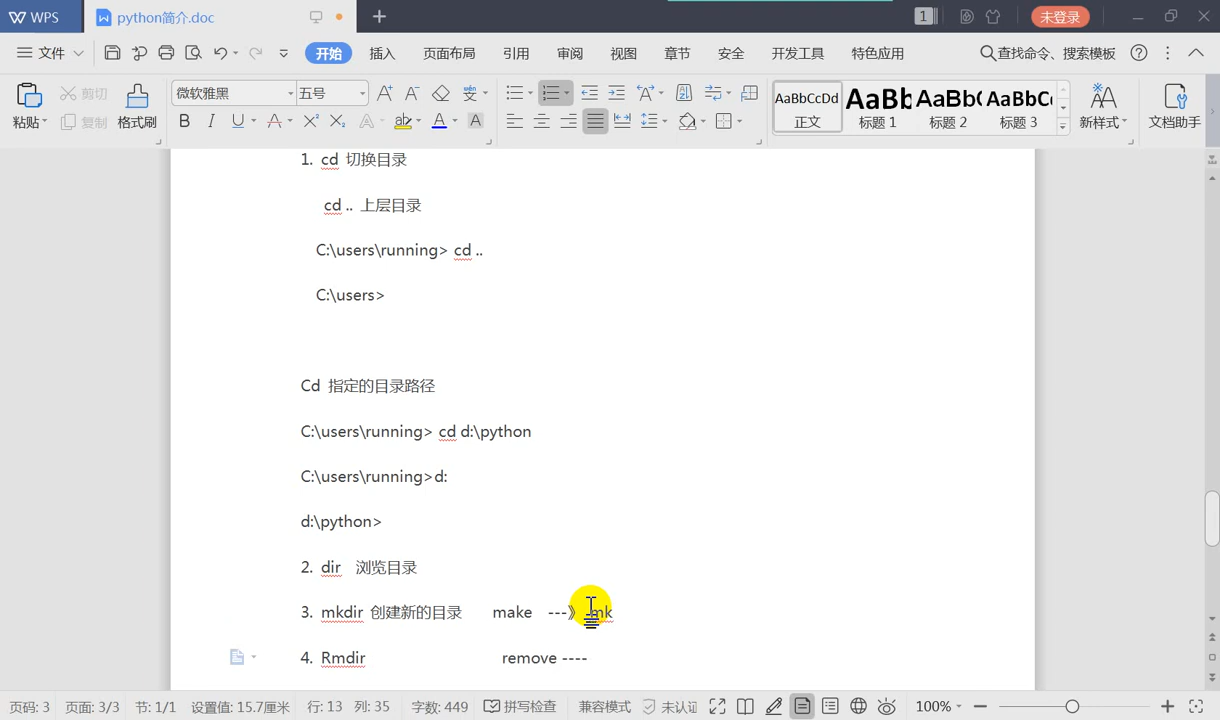 WPS python简介.doc 1 未登录
文件 开始 插入 页面布局 引用 审阅 视图 章节 安全 开发工具 特色应用 查找命令、搜索模板
粘贴 剪切 复制 格式刷 微软雅黑 五号 AaBbCcDd 正文 AaBb 标题 1 AaBb( 标题 2 AaBbC 标题 3 新样式 文档助手
1. cd 切换目录
cd .. 上层目录
C:\users\running> cd ..
C:\users>
Cd 指定的目录路径
C:\users\running> cd d:\python
C:\users\running>d:
d:\python>
2. dir 浏览目录
3. mkdir 创建新的目录 make ---》 mk
4. Rmdir remove ----
页码: 3 页面: 3/3 节: 1/1 设置值: 15.7厘米 行: 13 列: 35 字数: 449 拼写检查 兼容模式 未认证 100%